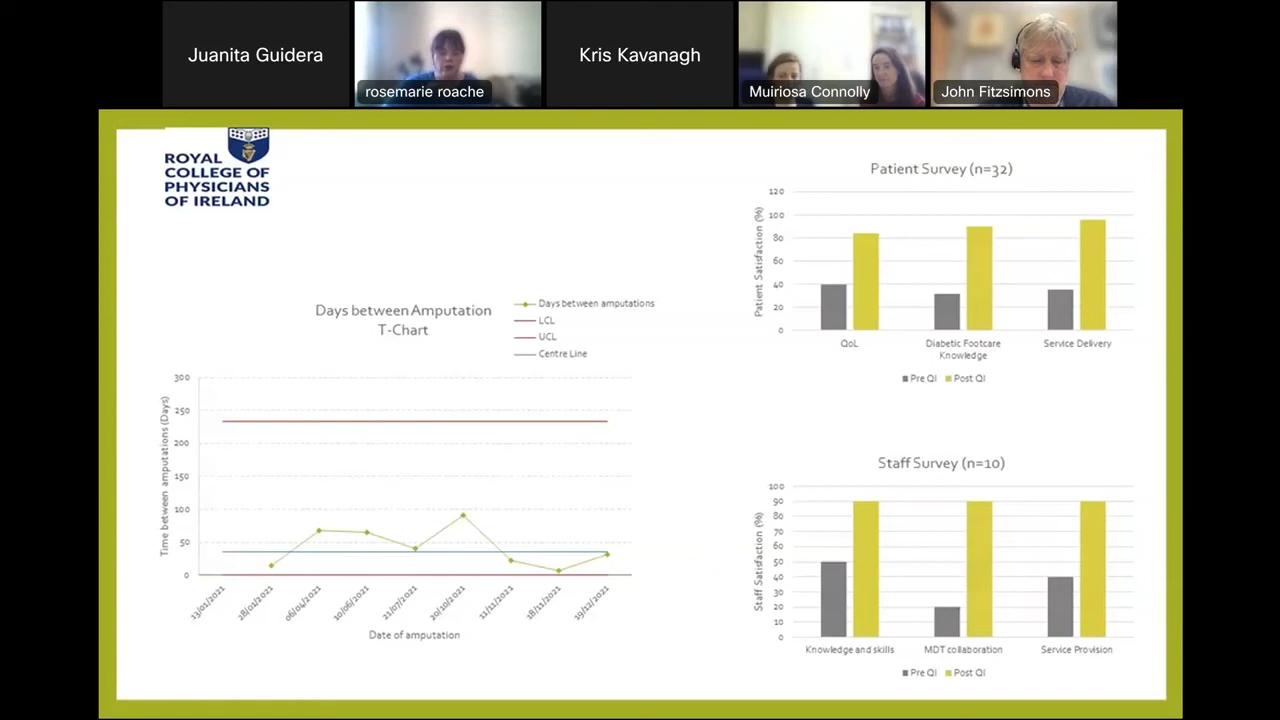 Juanita Guidera
rosemarie roache
Kris Kavanagh
Muiriosa Connolly
John Fitzsimons
ROYAL
COLLEGE OF
PHYSICIANS
OF IRELAND
Days between Amputation
T-Chart
Days between amputations
LCL
UCL
Centre Line
Time between amputations (Days)
300
250
200
150
100
50
0
13/01/2021
28/01/2021
06/04/2021
10/06/2021
21/07/2021
20/10/2021
11/11/2021
18/11/2021
19/12/2021
Date of amputation
Patient Survey (n=32)
Patient Satisfaction (%)
120
100
80
60
40
20
0
QoL
Diabetic Footcare
Knowledge
Service Delivery
Pre QI
Post QI
Staff Survey (n=10)
Staff Satisfaction (%)
100
90
80
70
60
50
40
30
20
10
0
Knowledge and skills
MDT collaboration
Service Provision
Pre QI
Post QI